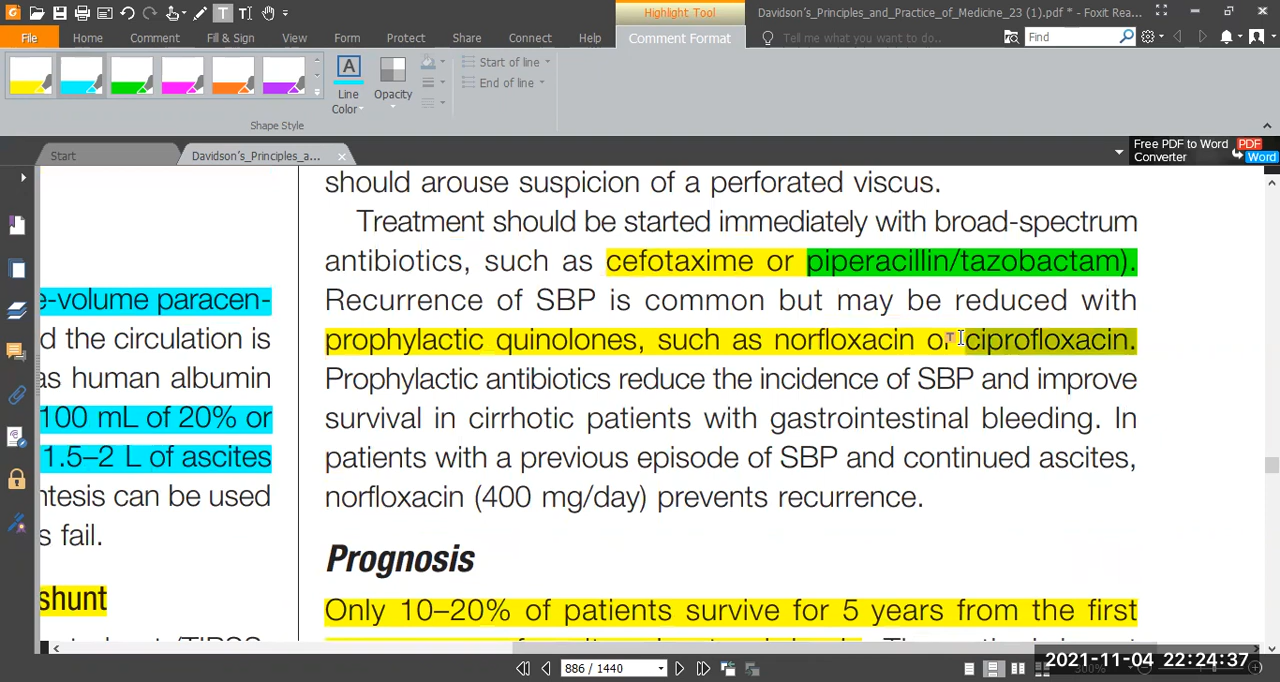 Highlight Tool
Davidson's_Principles_and_Practice_of_Medicine_23 (1).pdf * - Foxit Rea...
File
Home
Comment
Fill & Sign
View
Form
Protect
Share
Connect
Help
Comment Format
Tell me what you want to do...
Find
Line
Color
Opacity
Start of line
End of line
Shape Style
Start
Davidson's_Principles_a...
Free PDF to Word
Converter
PDF
Word
e-volume paracen-
d the circulation is
as human albumin
100 mL of 20% or
1.5–2 L of ascites
ntesis can be used
s fail.
shunt
should arouse suspicion of a perforated viscus.
Treatment should be started immediately with broad-spectrum
antibiotics, such as cefotaxime or piperacillin/tazobactam).
Recurrence of SBP is common but may be reduced with
prophylactic quinolones, such as norfloxacin or ciprofloxacin.
Prophylactic antibiotics reduce the incidence of SBP and improve
survival in cirrhotic patients with gastrointestinal bleeding. In
patients with a previous episode of SBP and continued ascites,
norfloxacin (400 mg/day) prevents recurrence.
Prognosis
Only 10–20% of patients survive for 5 years from the first
886 / 1440
2021-11-04 22:24:37